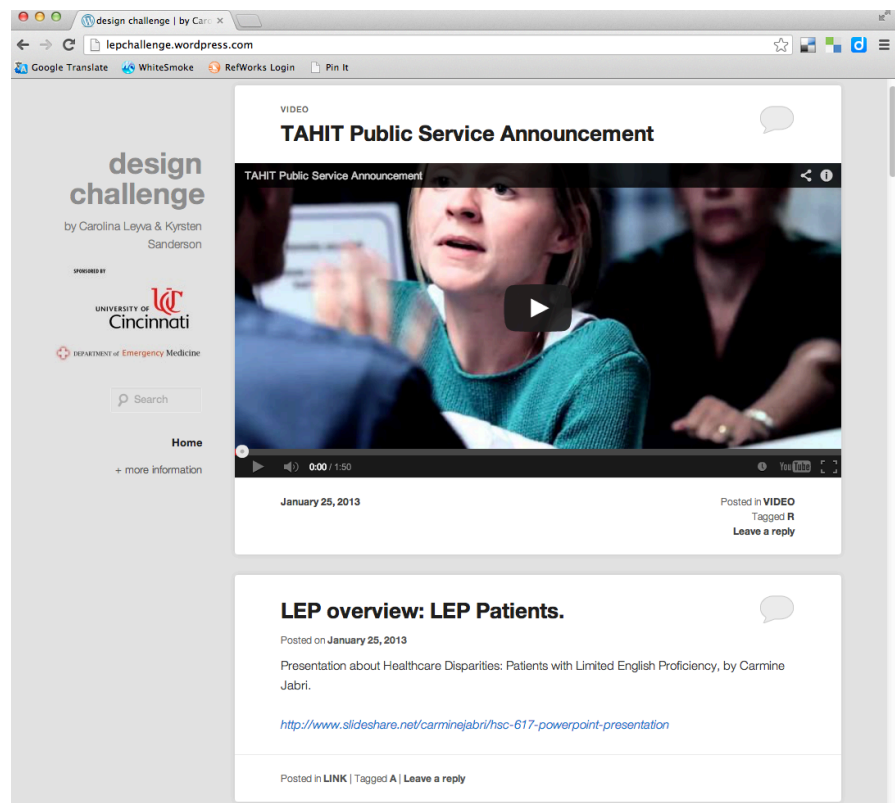 design challenge | by Caro
lepchallenge.wordpress.com
Google Translate WhiteSmoke RefWorks Login Pin It
design
challenge
by Carolina Leyva & Kyrsten
Sanderson
SPONSORED BY
UNIVERSITY OF
Cincinnati
DEPARTMENT of Emergency Medicine
Search
Home
+ more information
VIDEO
TAHIT Public Service Announcement
TAHIT Public Service Announcement
0:00 / 1:50
YouTube
January 25, 2013
Posted in VIDEO
Tagged R
Leave a reply
LEP overview: LEP Patients.
Posted on January 25, 2013
Presentation about Healthcare Disparities: Patients with Limited English Proficiency, by Carmine
Jabri.
http://www.slideshare.net/carminejabri/hsc-617-powerpoint-presentation
Posted in LINK | Tagged A | Leave a reply